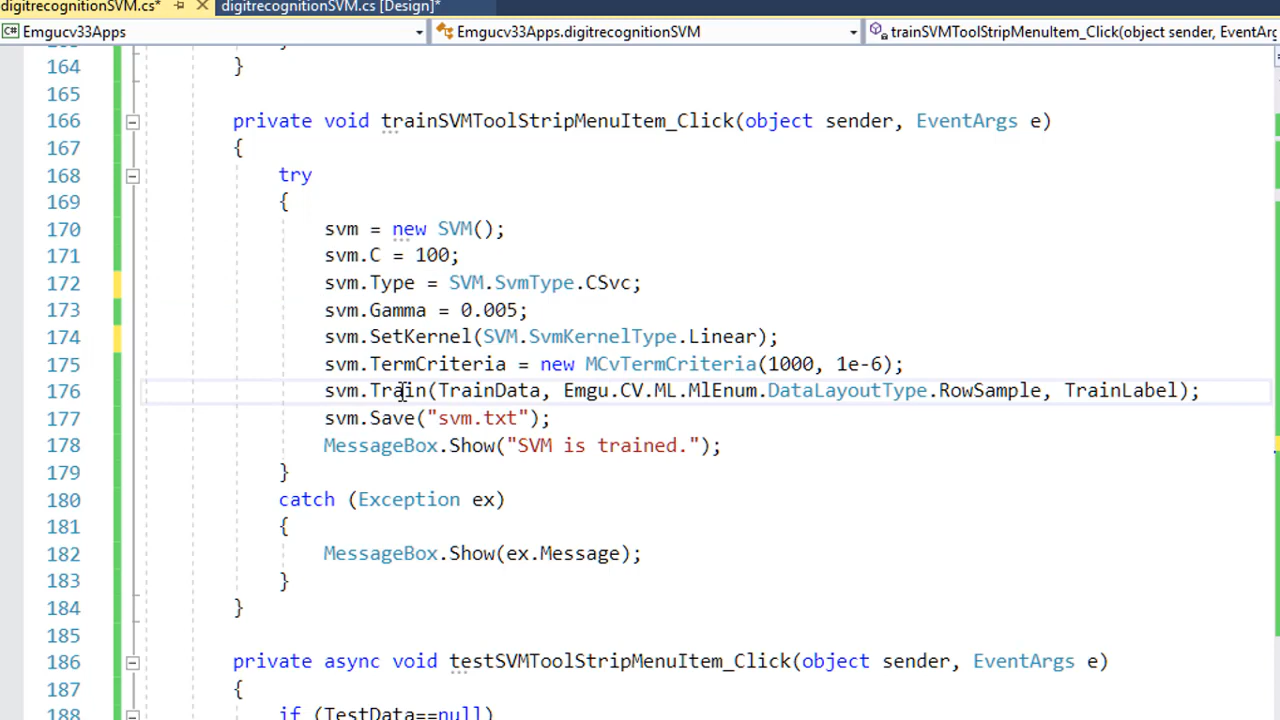 digitrecognitionSVM.cs* digitrecognitionSVM.cs [Design]*
C# Emgucv33Apps Emgucv33Apps.digitrecognitionSVM trainSVMToolStripMenuItem_Click(object sender, EventArg
164 }
165
166 private void trainSVMToolStripMenuItem_Click(object sender, EventArgs e)
167 {
168 try
169 {
170 svm = new SVM();
171 svm.C = 100;
172 svm.Type = SVM.SvmType.CSvc;
173 svm.Gamma = 0.005;
174 svm.SetKernel(SVM.SvmKernelType.Linear);
175 svm.TermCriteria = new MCvTermCriteria(1000, 1e-6);
176 svm.Train(TrainData, Emgu.CV.ML.MlEnum.DataLayoutType.RowSample, TrainLabel);
177 svm.Save("svm.txt");
178 MessageBox.Show("SVM is trained.");
179 }
180 catch (Exception ex)
181 {
182 MessageBox.Show(ex.Message);
183 }
184 }
185
186 private async void testSVMToolStripMenuItem_Click(object sender, EventArgs e)
187 {
188 if (TestData==null)